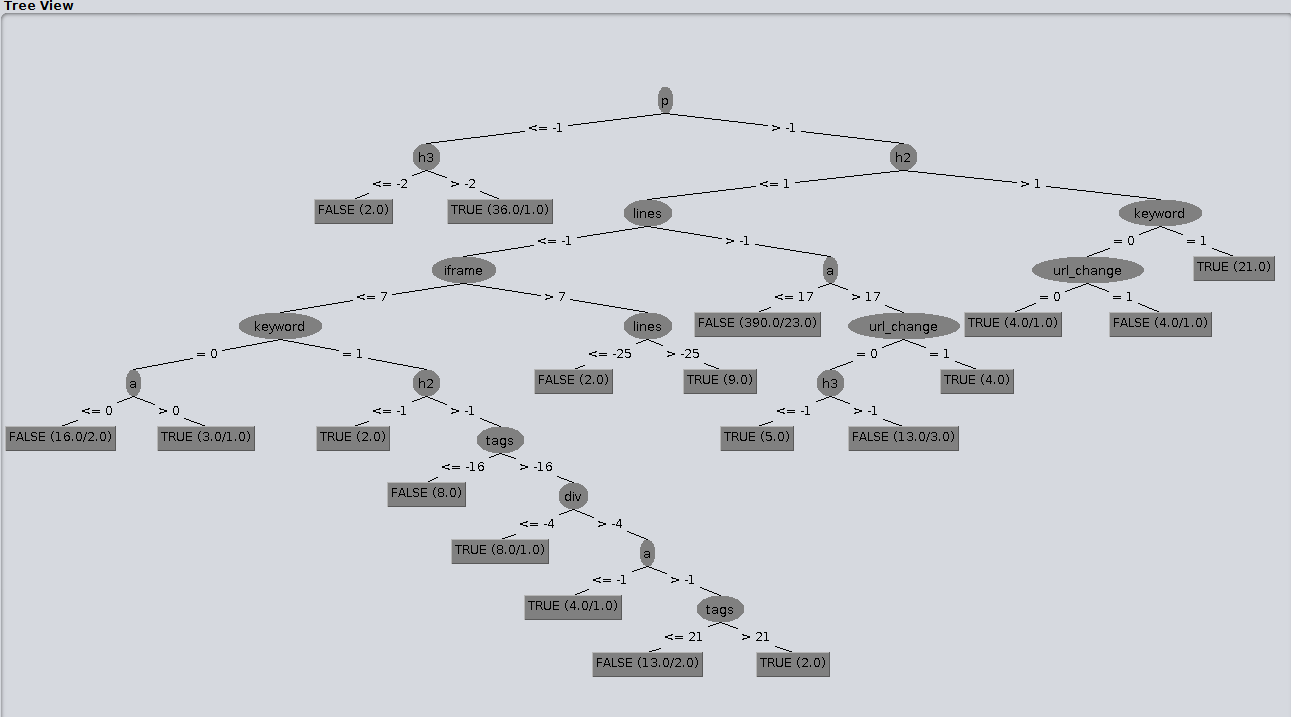 Tree View
p
<= -1 > -1
h3 h2
<= -2 > -2 <= 1 > 1
FALSE (2.0) TRUE (36.0/1.0) lines keyword
<= -1 > -1 = 0 = 1
iframe a url_change TRUE (21.0)
<= 7 > 7 <= 17 > 17 = 0 = 1
keyword lines FALSE (390.0/23.0) url_change TRUE (4.0/1.0) FALSE (4.0/1.0)
= 0 = 1 <= -25 > -25 = 0 = 1
a h2 FALSE (2.0) TRUE (9.0) h3 TRUE (4.0)
<= 0 > 0 <= -1 > -1 <= -1 > -1
FALSE (16.0/2.0) TRUE (3.0/1.0) TRUE (2.0) tags TRUE (5.0) FALSE (13.0/3.0)
<= -16 > -16
FALSE (8.0) div
<= -4 > -4
TRUE (8.0/1.0) a
<= -1 > -1
TRUE (4.0/1.0) tags
<= 21 > 21
FALSE (13.0/2.0) TRUE (2.0)